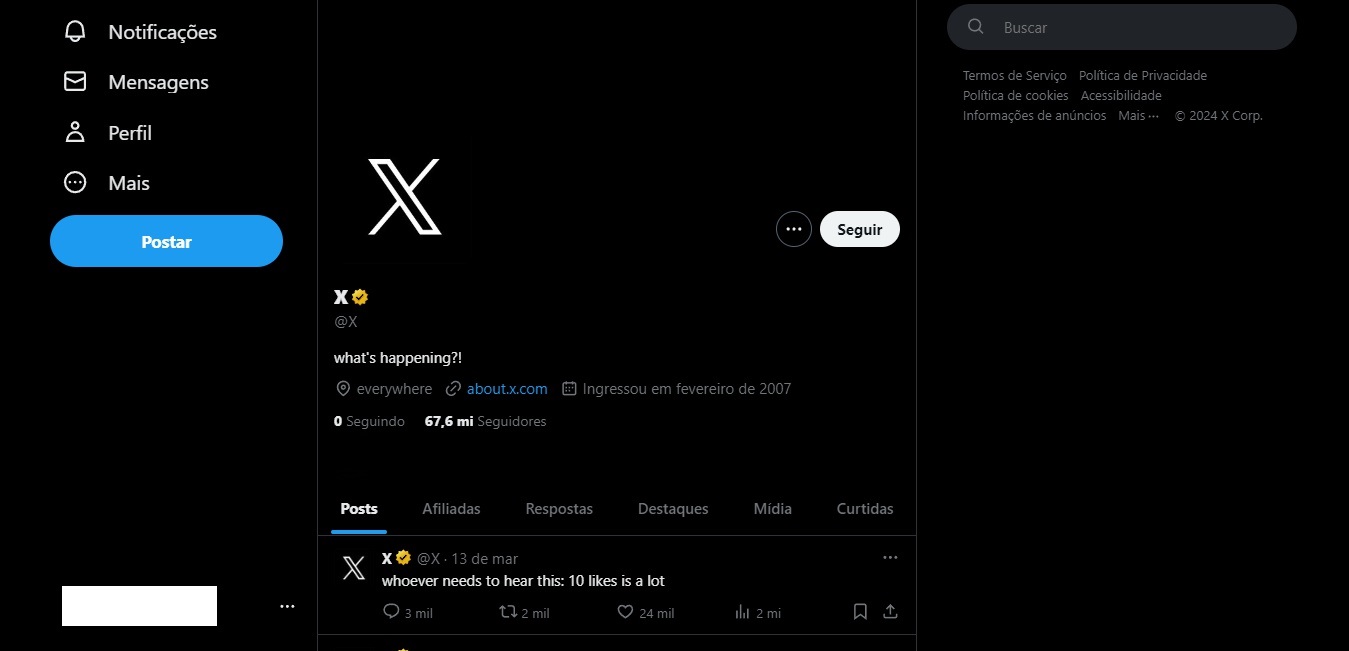 Notificações
Mensagens
Perfil
Mais
Postar
X
Seguir
X
@X
what's happening?!
everywhere about.x.com Ingressou em fevereiro de 2007
0 Seguindo 67,6 mi Seguidores
Posts Afiliadas Respostas Destaques Mídia Curtidas
X @X · 13 de mar
whoever needs to hear this: 10 likes is a lot
3 mil 2 mil 24 mil 2 mi
Buscar
Termos de Serviço Política de Privacidade
Política de cookies Acessibilidade
Informações de anúncios Mais ··· © 2024 X Corp.